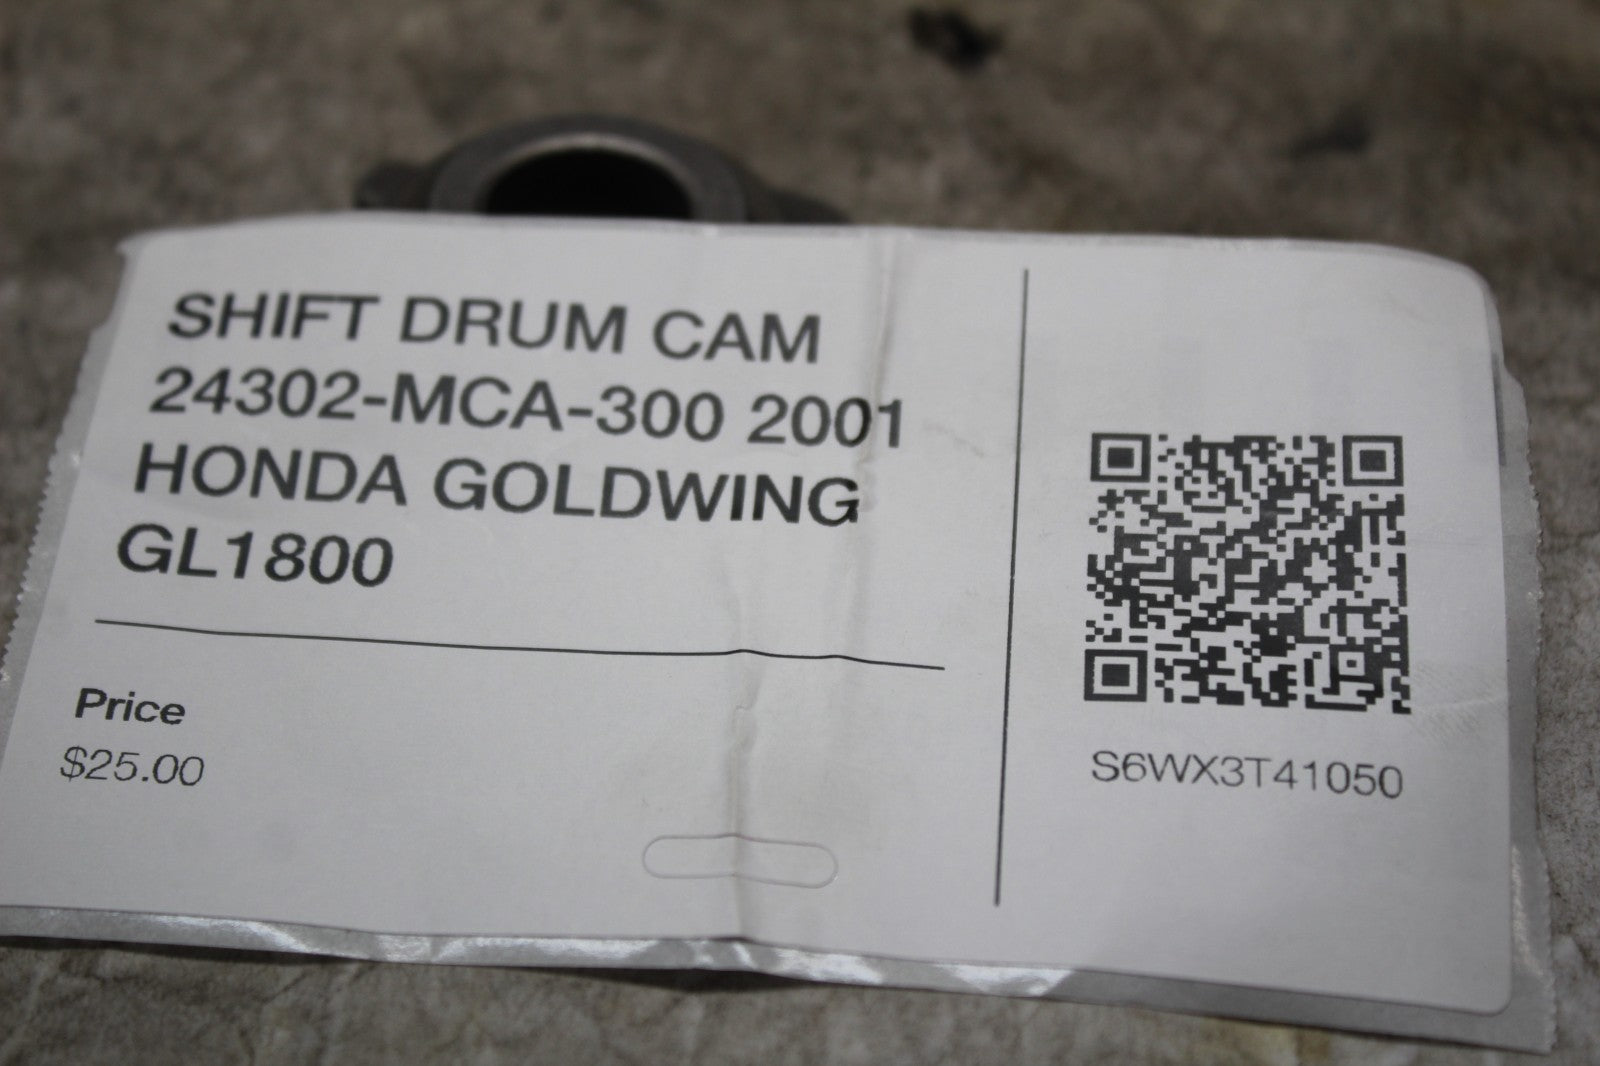 SHIFT DRUM CAM
24302-MCA-300 2001
HONDA GOLDWING
GL1800
Price
$25.00
S6WX3T41050